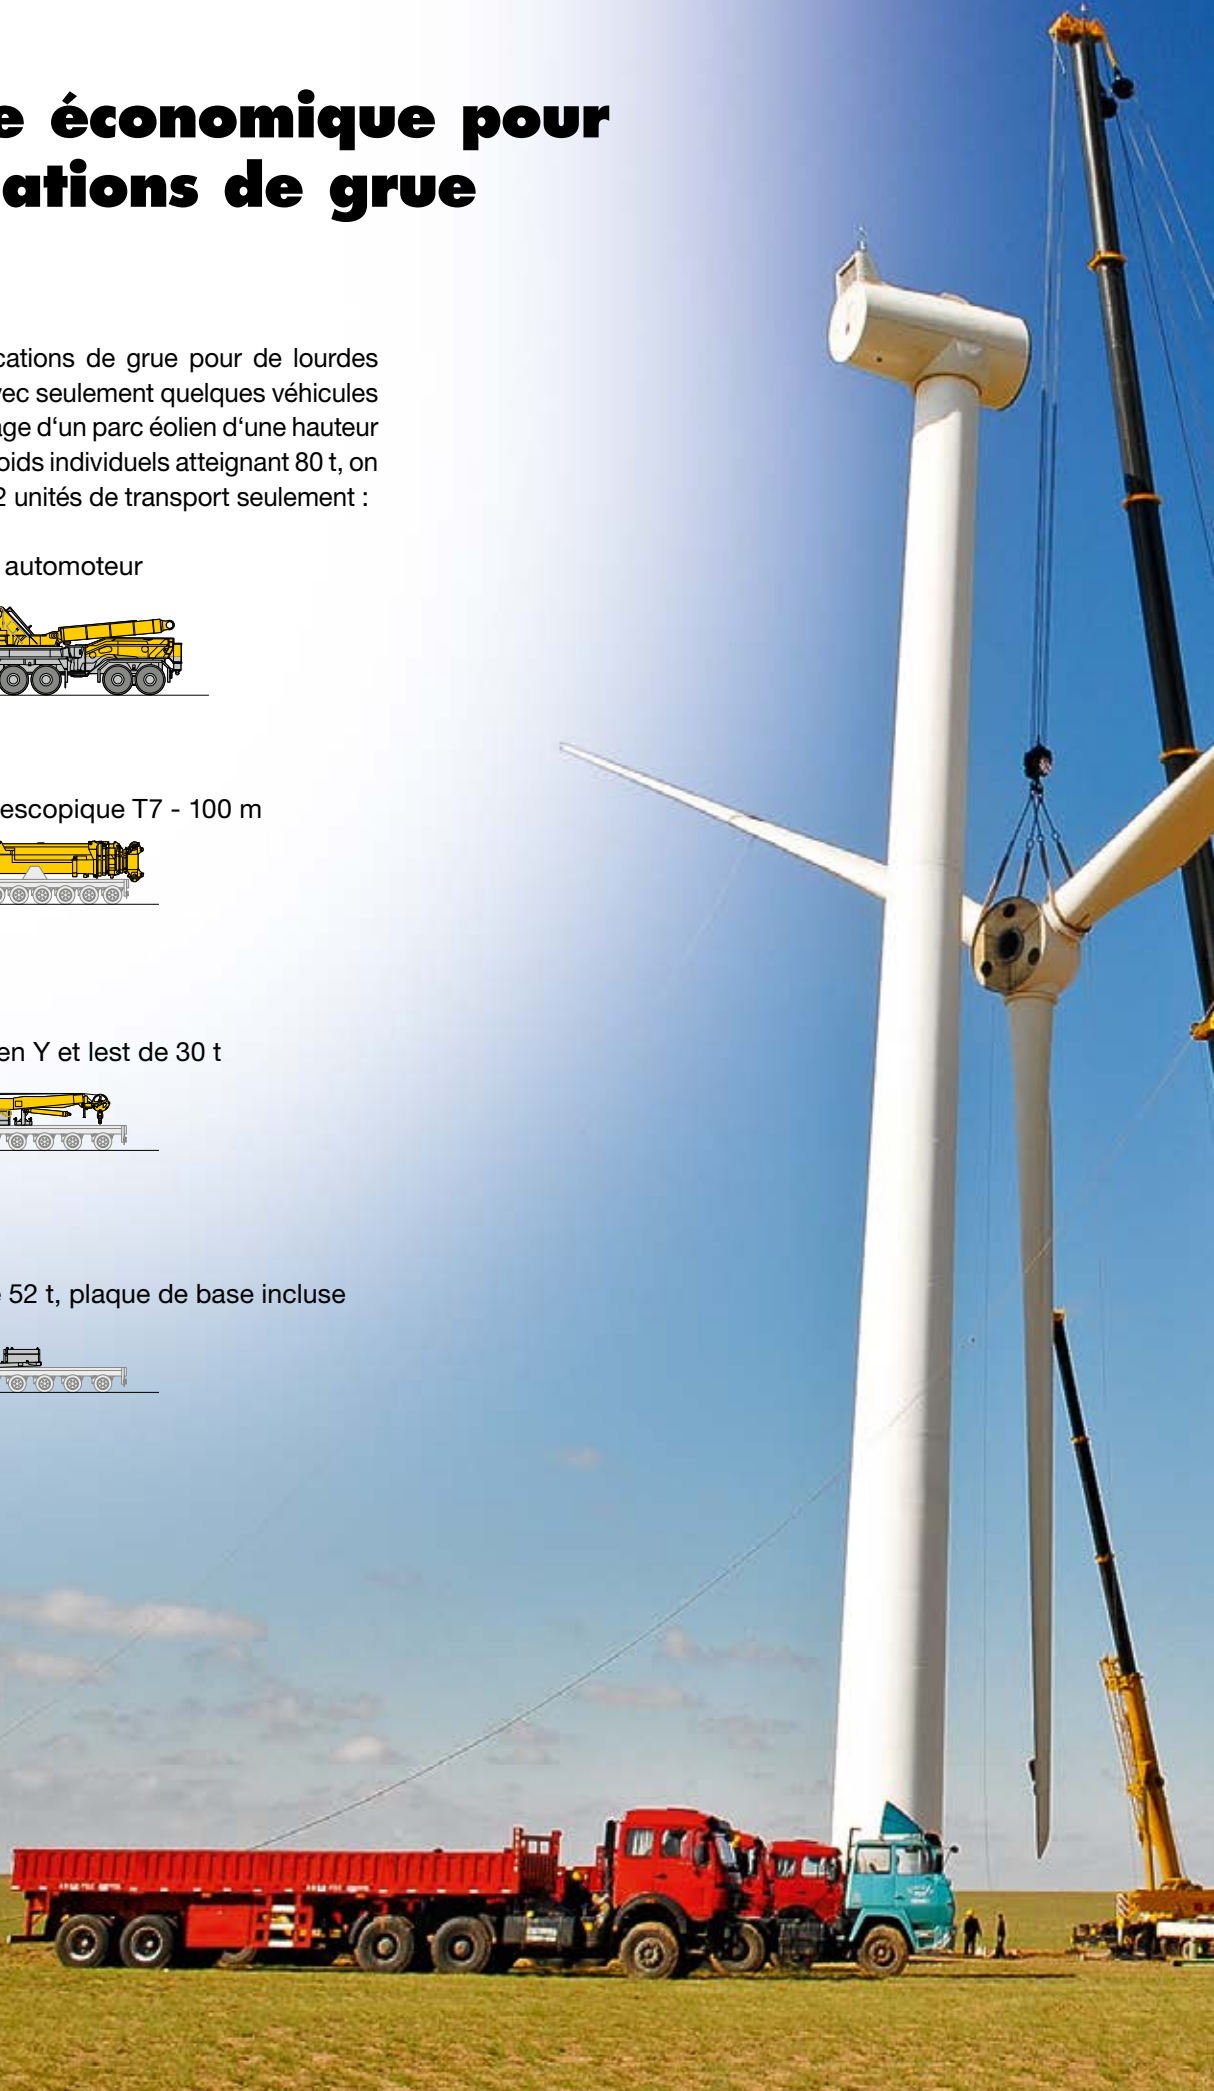 e économique pour
ations de grue
cations de grue pour de lourdes
vec seulement quelques véhicules
age d‘un parc éolien d‘une hauteur
oids individuels atteignant 80 t, on
2 unités de transport seulement :
automoteur
escopique T7 - 100 m
en Y et lest de 30 t
52 t, plaque de base incluse